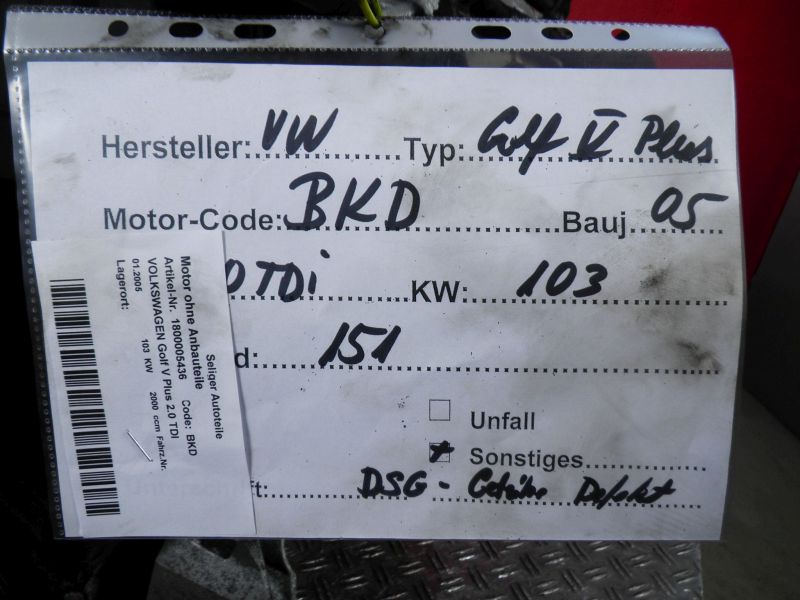 Hersteller: VW Typ: Golf V Plus
Motor-Code: BKD Bauj. 05
DTDi KW: 103
d: 151
Unfall
Sonstiges
ft: DSG - Getriebe Defekt
Seliger Autoteile
Motor ohne Anbauteile
Artikel-Nr. 1800005436 Code: BKD
VOLKSWAGEN Golf V Plus 2.0 TDI
103 KW 2000 ccm Fahrz.Nr.
01.2005
Lagerort: